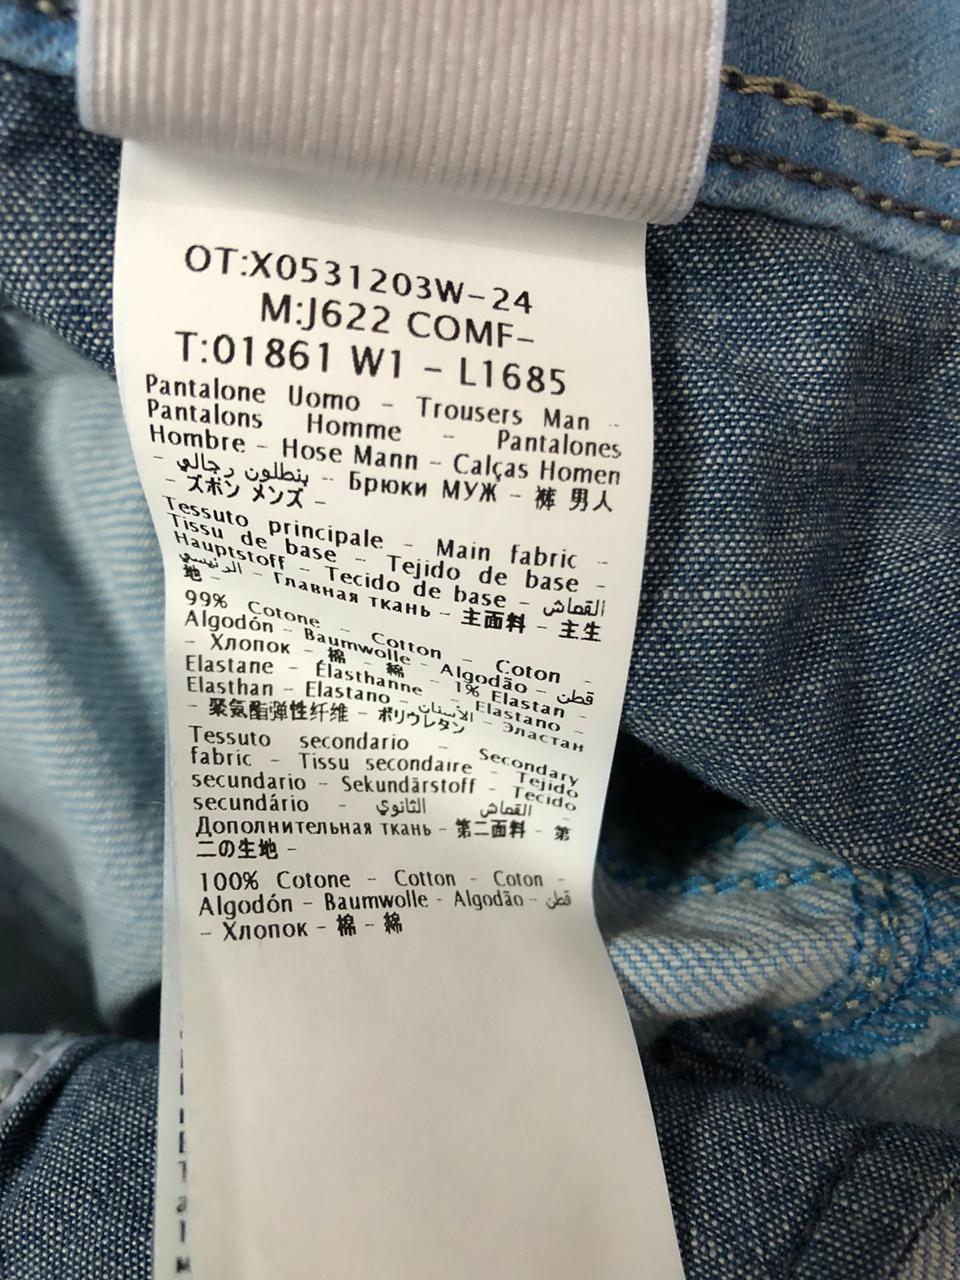 OT:X0531203W-24
M:J622 COMF-
T:01861 W1 - L1685
Pantalone Uomo - Trousers Man -
Pantalons Homme - Pantalones
Hombre - Hose Mann - Calças Homen
- بنطلون رجالي - Брюки МУЖ - 裤 男人
- ズボン メンズ -
Tessuto principale - Main fabric -
Tissu de base - Tejido de base -
Hauptstoff - Tecido de base - القماش
الرئيسي - Главная ткань - 主面料 - 主生
地 -
99% Cotone - Cotton - Coton -
Algodón - Baumwolle - Algodão - قطن
- Хлопок - 棉 - 綿 - 1% Elastan -
Elastane - Élasthanne - Elastano -
Elasthan - Elastano - الأستان - Эластан
- 聚氨酯弹性纤维 - ポリウレタン
Tessuto secondario - Secondary
fabric - Tissu secondaire - Tejido
secundario - Sekundärstoff - Tecido
secundário - القماش الثانوي -
Дополнительная ткань - 第二面料 - 第
二の生地 -
100% Cotone - Cotton - Coton -
Algodón - Baumwolle - Algodão - قطن
- Хлопок - 棉 - 綿